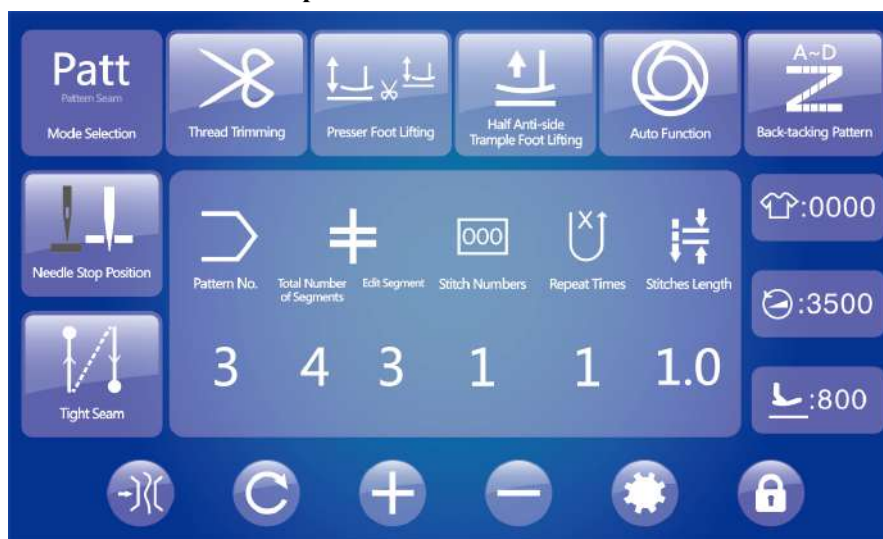 Patt
Pattern Seam
Mode Selection
Thread Trimming
Presser Foot Lifting
Half Anti-side
Trample Foot Lifting
Auto Function
A~D
Back-tacking Pattern
Needle Stop Position
Tight Seam
000
X
Pattern No.
Total Number
of Segments
Edit Segment
Stitch Numbers
Repeat Times
Stitches Length
3 4 3 1 1 1.0
:0000
:3500
:800